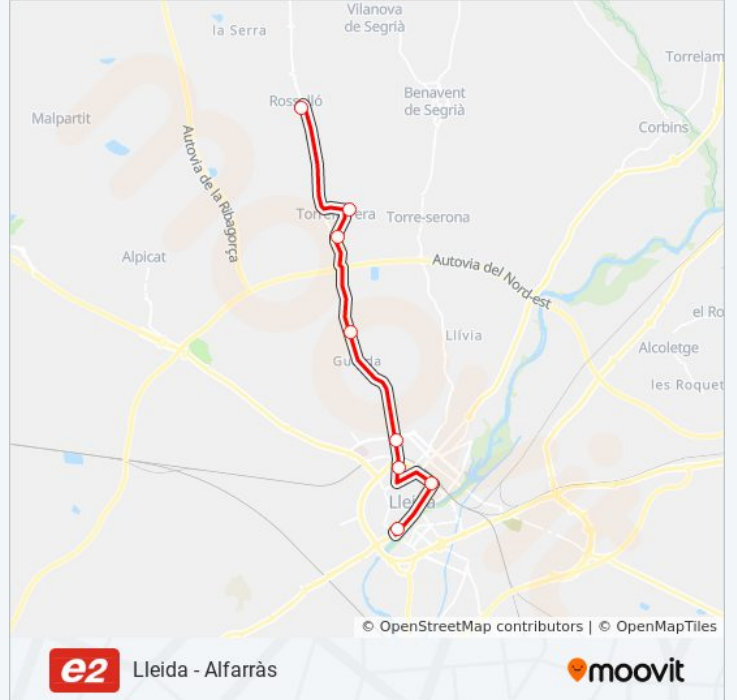 Vilanova
de Segrià
la Serra
Torrelam
Rosselló
Benavent
de Segrià
Malpartit
Corbins
Autovia de la Ribagorça
Torre-serona
Alpicat
Autovia del Nord-est
el Ro
Llívia
Alcoletge
les Roquet
Lleida
© OpenStreetMap contributors | © OpenMapTiles
e2 Lleida - Alfarràs
moovit